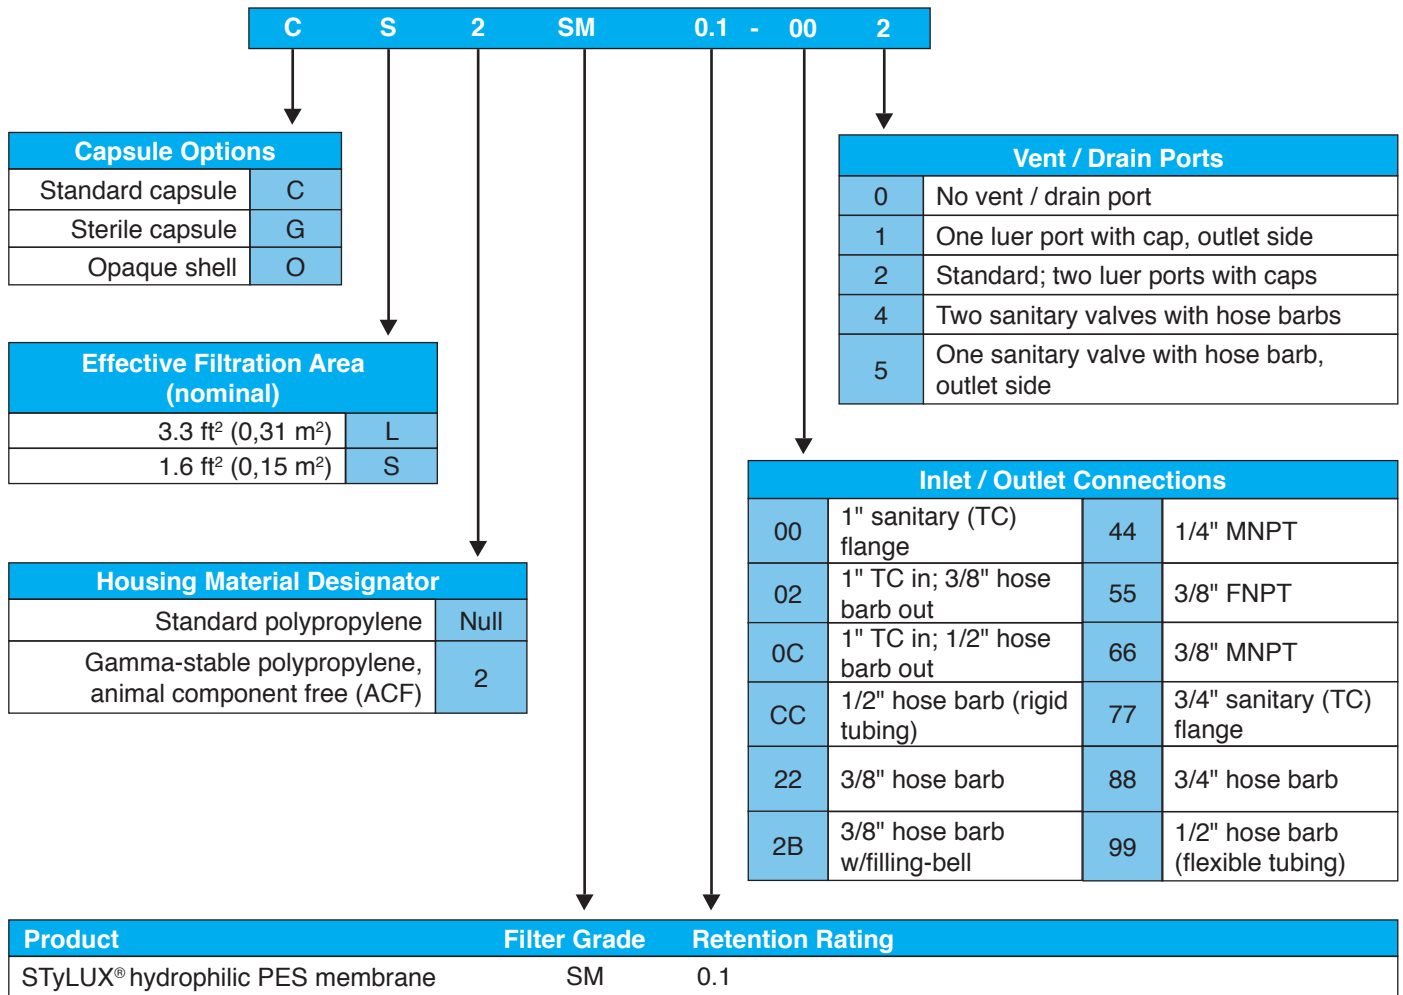 C S 2 SM 0.1 - 00 2
Capsule Options
Standard capsule C
Sterile capsule G
Opaque shell O
Effective Filtration Area
(nominal)
3.3 ft² (0,31 m²) L
1.6 ft² (0,15 m²) S
Housing Material Designator
Standard polypropylene Null
Gamma-stable polypropylene,
animal component free (ACF) 2
Vent / Drain Ports
0 No vent / drain port
1 One luer port with cap, outlet side
2 Standard; two luer ports with caps
4 Two sanitary valves with hose barbs
5 One sanitary valve with hose barb,
outlet side
Inlet / Outlet Connections
00 1" sanitary (TC)
flange
44 1/4" MNPT
02 1" TC in; 3/8" hose
barb out
55 3/8" FNPT
0C 1" TC in; 1/2" hose
barb out
66 3/8" MNPT
CC 1/2" hose barb (rigid
tubing)
77 3/4" sanitary (TC)
flange
22 3/8" hose barb
88 3/4" hose barb
2B 3/8" hose barb
w/filling-bell
99 1/2" hose barb
(flexible tubing)
Product Filter Grade Retention Rating
STyLUX® hydrophilic PES membrane SM 0.1